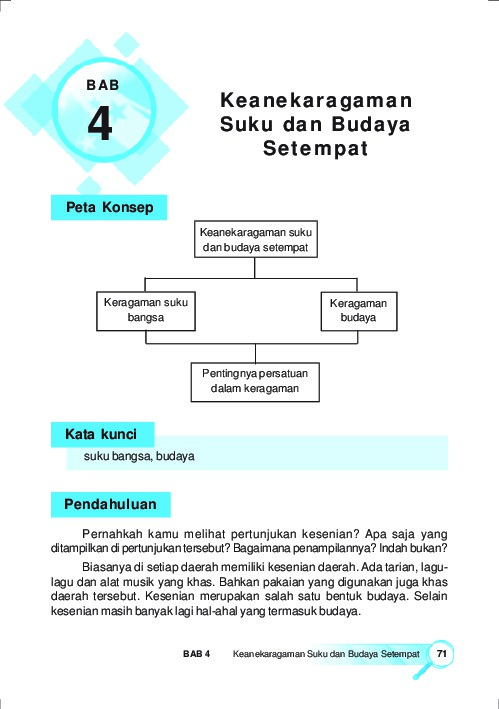 BAB
4
Keanekaragaman
Suku dan Budaya
Setempat
Peta Konsep
Keanekaragaman suku
dan budaya setempat
Keragaman suku
bangsa
Keragaman
budaya
Pentingnya persatuan
dalam keragaman
Kata kunci
suku bangsa, budaya
Pendahuluan
Pernahkah kamu melihat pertunjukan kesenian? Apa saja yang
ditampilkan di pertunjukan tersebut? Bagaimana penampilannya? Indah bukan?
Biasanya di setiap daerah memiliki kesenian daerah. Ada tarian, lagu-
lagu dan alat musik yang khas. Bahkan pakaian yang digunakan juga khas
daerah tersebut. Kesenian merupakan salah satu bentuk budaya. Selain
kesenian masih banyak lagi hal-ahal yang termasuk budaya.
BAB 4 Keanekaragaman Suku dan Budaya Setempat 71